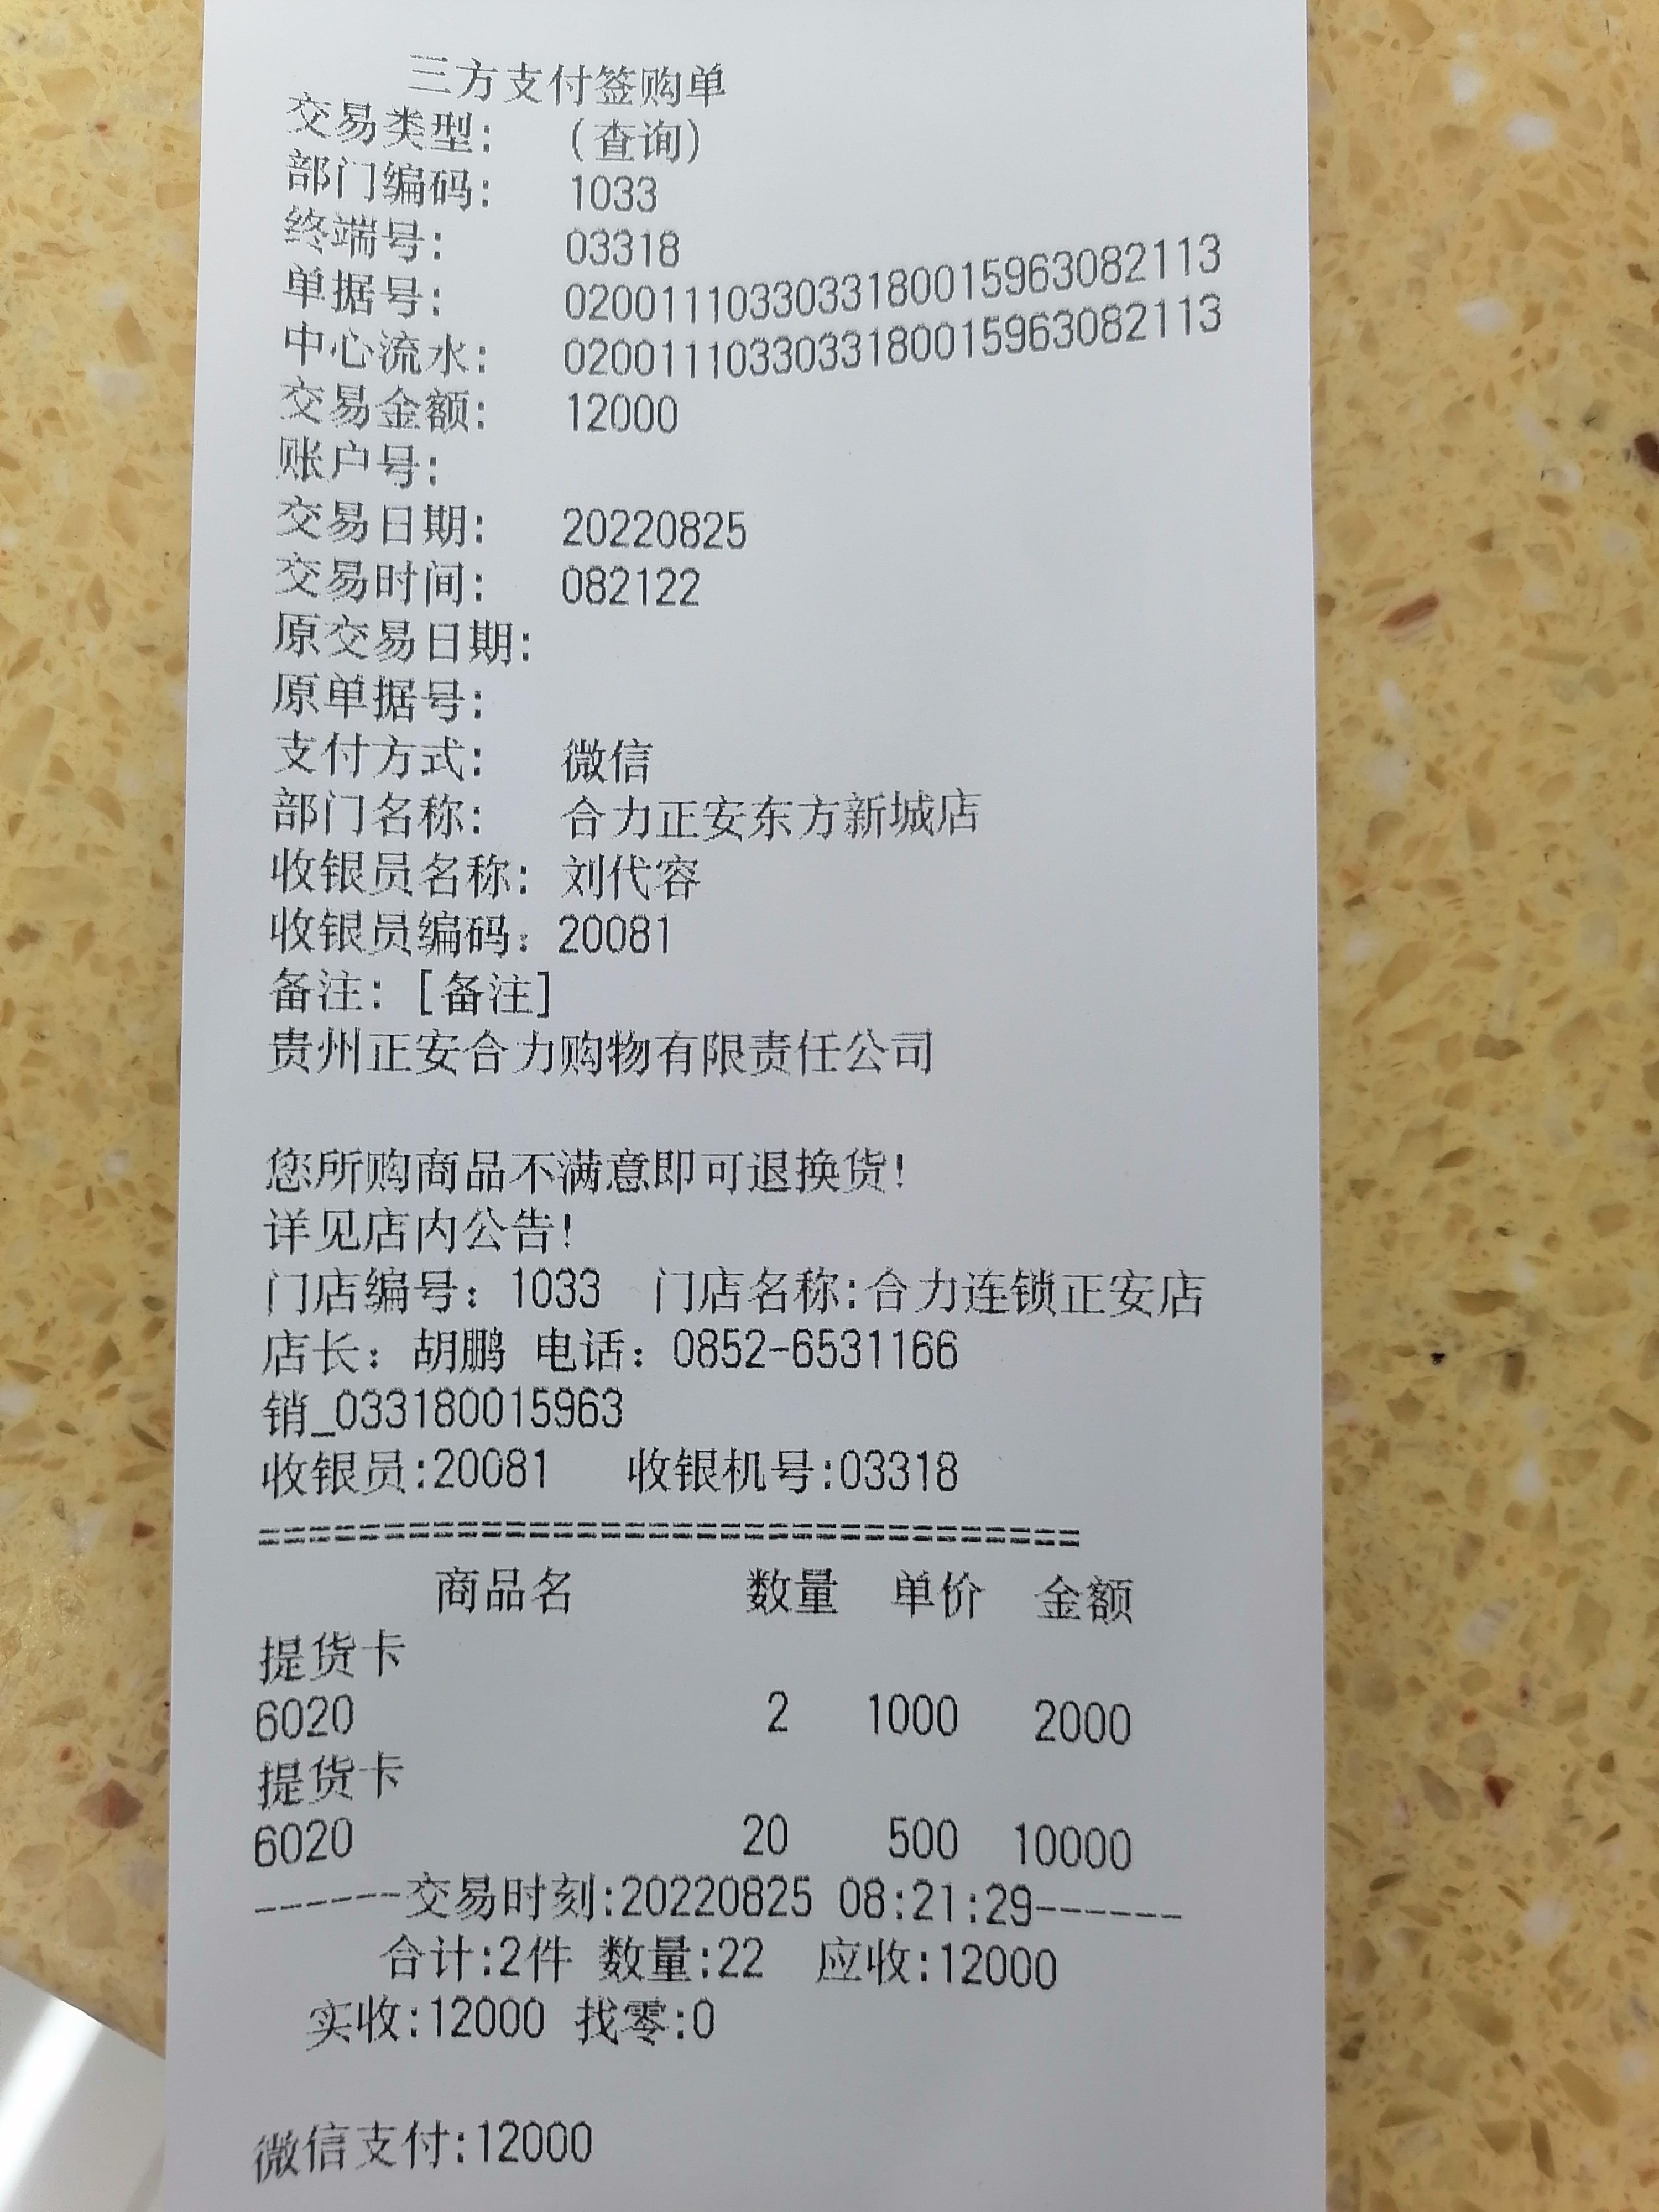 三方支付签购单
交易类型: (查询)
部门编码: 1033
终端号: 03318
单据号: 0200111033033180015963082113
中心流水: 0200111033033180015963082113
交易金额: 12000
账户号:
交易日期: 20220825
交易时间: 082122
原交易日期:
原单据号:
支付方式: 微信
部门名称: 合力正安东方新城店
收银员名称: 刘代容
收银员编码: 20081
备注: [备注]
贵州正安合力购物有限责任公司
您所购商品不满意即可退换货!
详见店内公告!
门店编号: 1033 门店名称:合力连锁正安店
店长: 胡鹏 电话: 0852-6531166
销_033180015963
收银员:20081 收银机号:03318
==================================
商品名 数量 单价 金额
提货卡
6020 2 1000 2000
提货卡
6020 20 500 10000
------交易时刻:20220825 08:21:29------
合计:2件 数量:22 应收:12000
实收:12000 找零:0
微信支付:12000